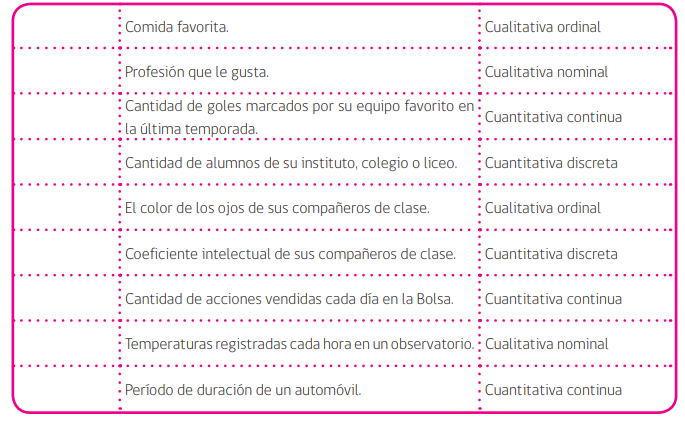 Comida favorita. Cualitativa ordinal
Profesión que le gusta. Cualitativa nominal
Cantidad de goles marcados por su equipo favorito en
la última temporada. Cuantitativa continua
Cantidad de alumnos de su instituto, colegio o liceo. Cuantitativa discreta
El color de los ojos de sus compañeros de clase. Cualitativa ordinal
Coeficiente intelectual de sus compañeros de clase. Cuantitativa discreta
Cantidad de acciones vendidas cada día en la Bolsa. Cuantitativa continua
Temperaturas registradas cada hora en un observatorio. Cualitativa nominal
Período de duración de un automóvil. Cuantitativa continua